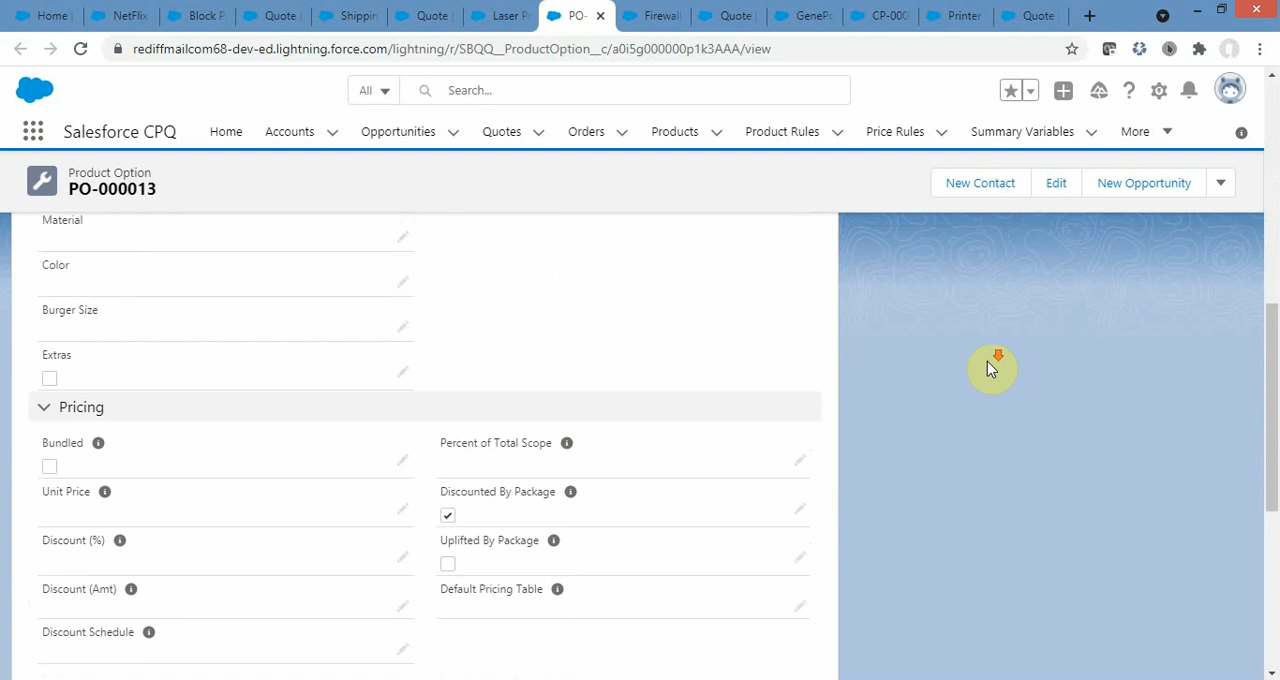 Home
NetFlix
Block P
Quote
Shippin
Quote
Laser P
PO-
Firewall
Quote
GenePo
CP-000
Printer
Quote
rediffmailcom68-dev-ed.lightning.force.com/lightning/r/SBQQ__ProductOption__c/a0i5g000000p1k3AAA/view
All
Search...
Salesforce CPQ
Home
Accounts
Opportunities
Quotes
Orders
Products
Product Rules
Price Rules
Summary Variables
More
Product Option
PO-000013
New Contact
Edit
New Opportunity
Material
Color
Burger Size
Extras
Pricing
Bundled
Percent of Total Scope
Unit Price
Discounted By Package
Discount (%)
Uplifted By Package
Discount (Amt)
Default Pricing Table
Discount Schedule